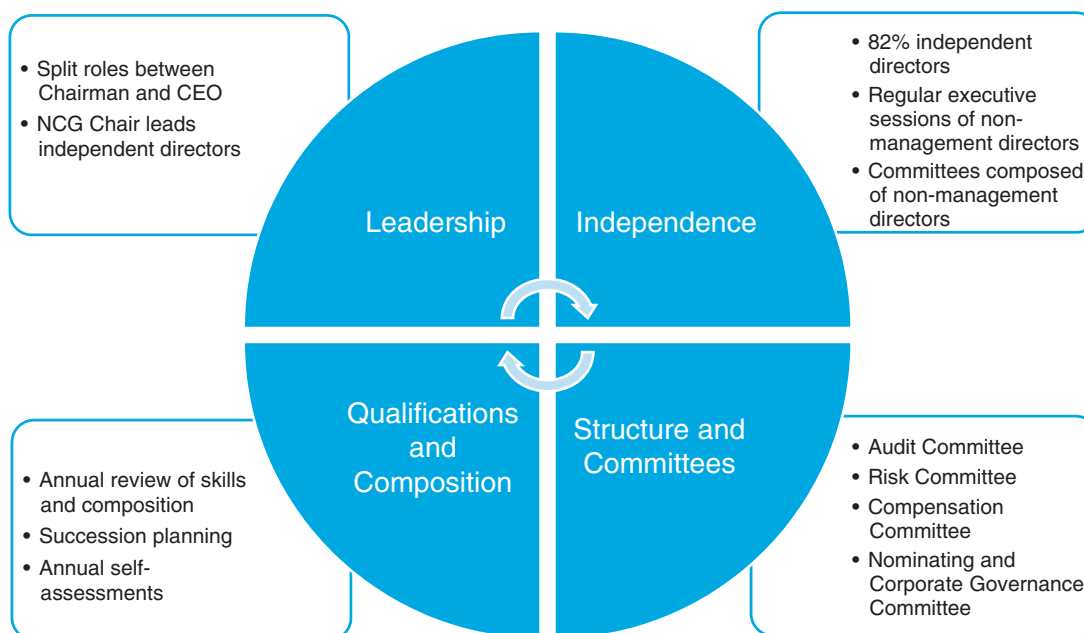 • Split roles between
Chairman and CEO
• NCG Chair leads
independent directors
Leadership
Independence
• 82% independent
directors
• Regular executive
sessions of non-
management directors
• Committees composed
of non-management
directors
Qualifications
and
Composition
Structure and
Committees
• Annual review of skills
and composition
• Succession planning
• Annual self-
assessments
• Audit Committee
• Risk Committee
• Compensation
Committee
• Nominating and
Corporate Governance
Committee